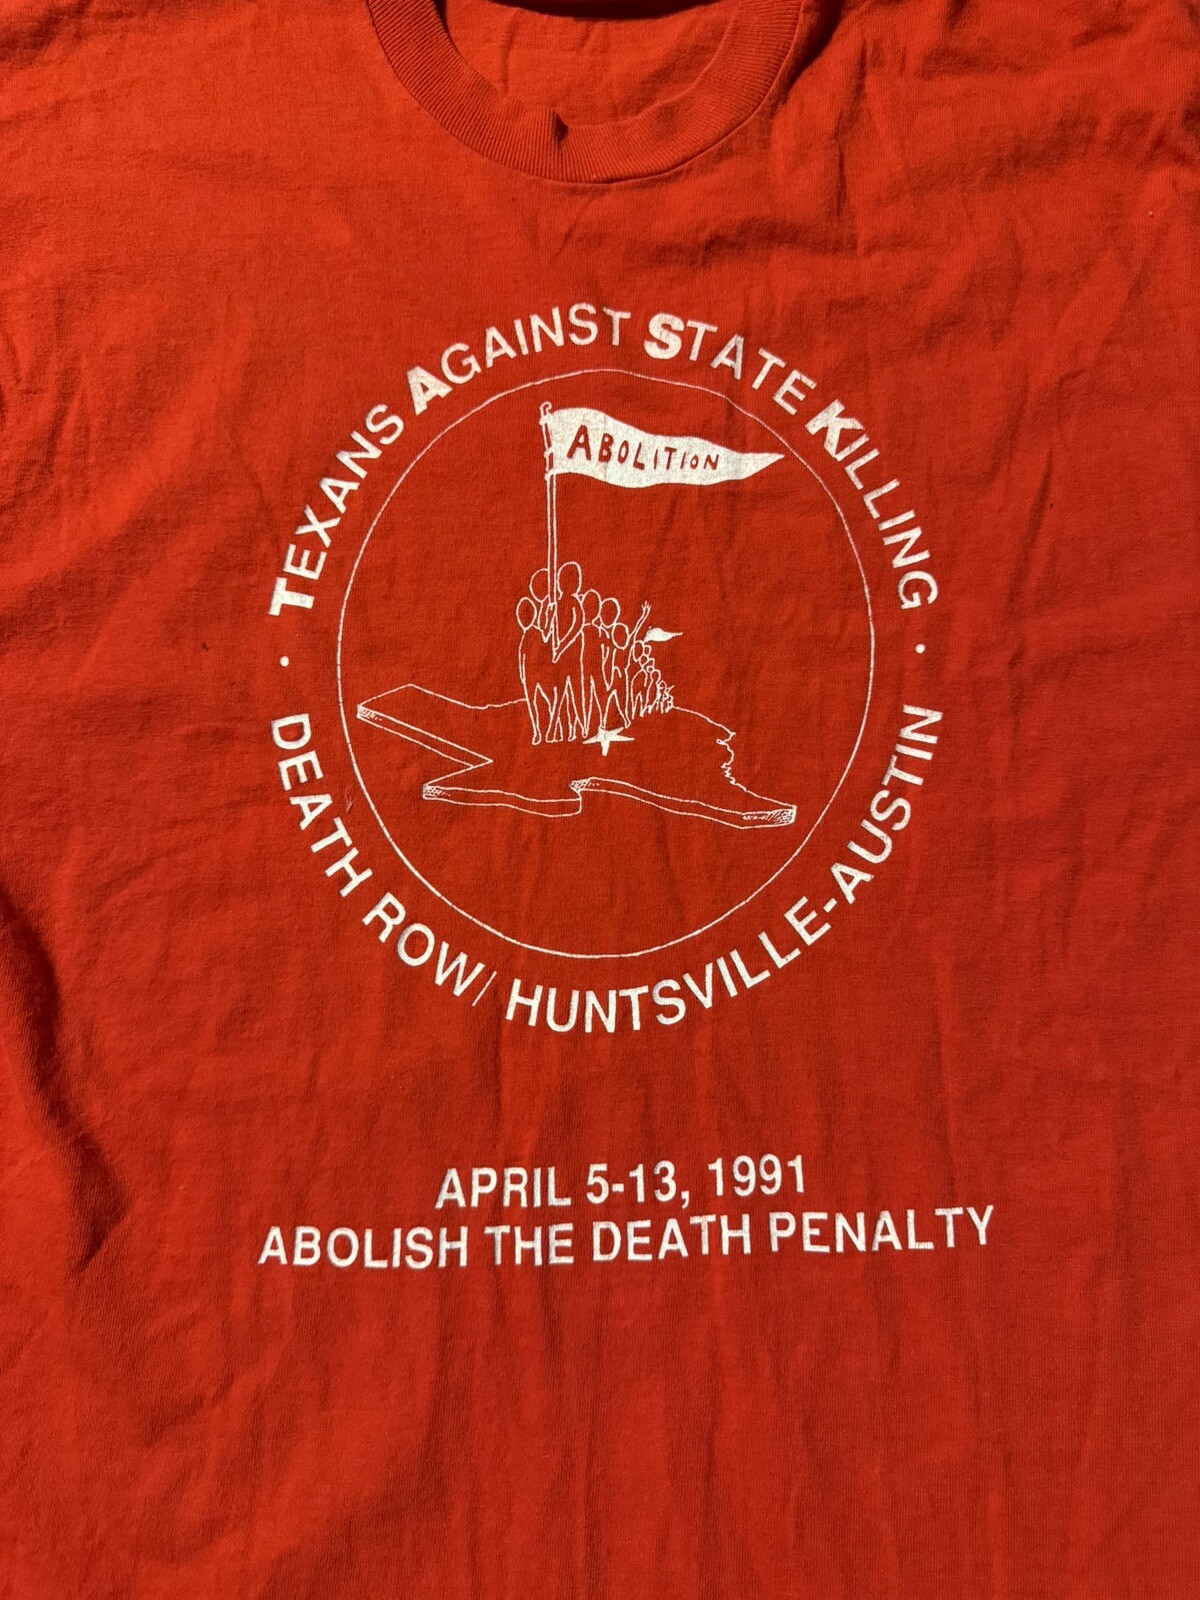 TEXANS AGAINST STATE KILLING
ABOLITION
· DEATH ROW/ HUNTSVILLE-AUSTIN ·
APRIL 5-13, 1991
ABOLISH THE DEATH PENALTY